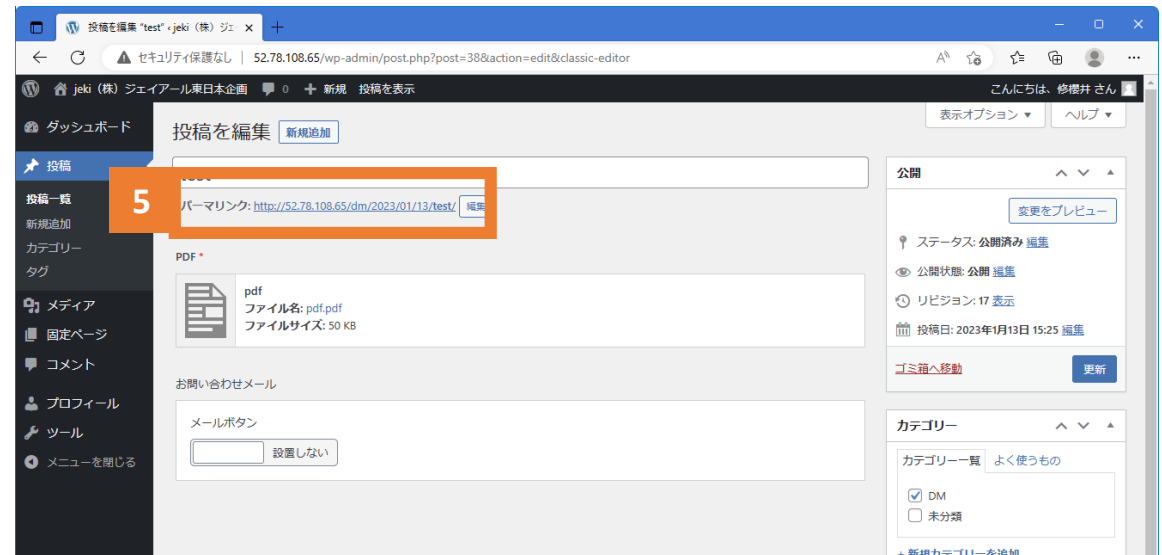 投稿を編集 "test" ‹ jeki（株）ジェ
セキュリティ保護なし | 52.78.108.65/wp-admin/post.php?post=38&action=edit&classic-editor
jeki（株）ジェイアール東日本企画 0 + 新規 投稿を表示 こんにちは、修櫻井 さん
表示オプション ▼ ヘルプ ▼
ダッシュボード
投稿
投稿一覧
新規追加
カテゴリー
タグ
メディア
固定ページ
コメント
プロフィール
ツール
メニューを閉じる
投稿を編集 新規追加
test
5
パーマリンク: http://52.78.108.65/dm/2023/01/13/test/ 編集
PDF *
pdf
ファイル名: pdf.pdf
ファイルサイズ: 50 KB
お問い合わせメール
メールボタン
設置しない
公開
変更をプレビュー
ステータス: 公開済み 編集
公開状態: 公開 編集
リビジョン: 17 表示
投稿日: 2023年1月13日 15:25 編集
ゴミ箱へ移動 更新
カテゴリー
カテゴリー一覧 よく使うもの
DM
未分類
+ 新規カテゴリーを追加